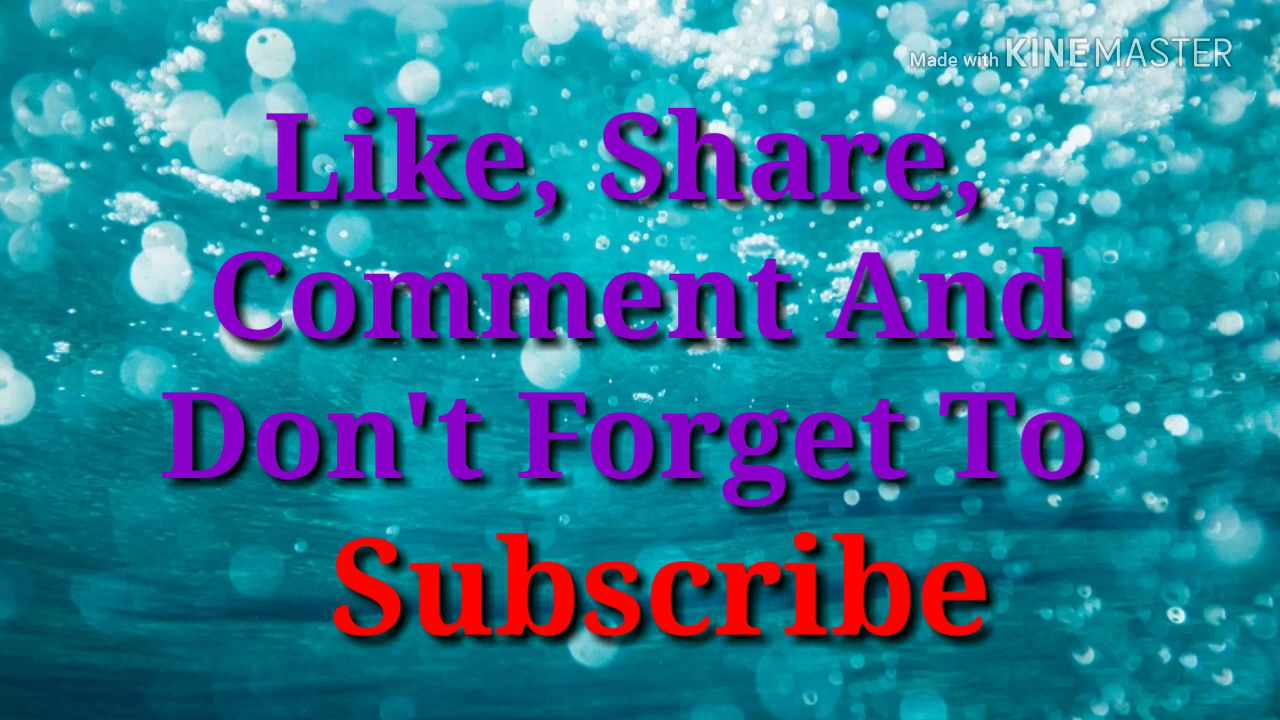 Made with KINEMASTER
Like, Share,
Comment And
Don't Forget To
Subscribe